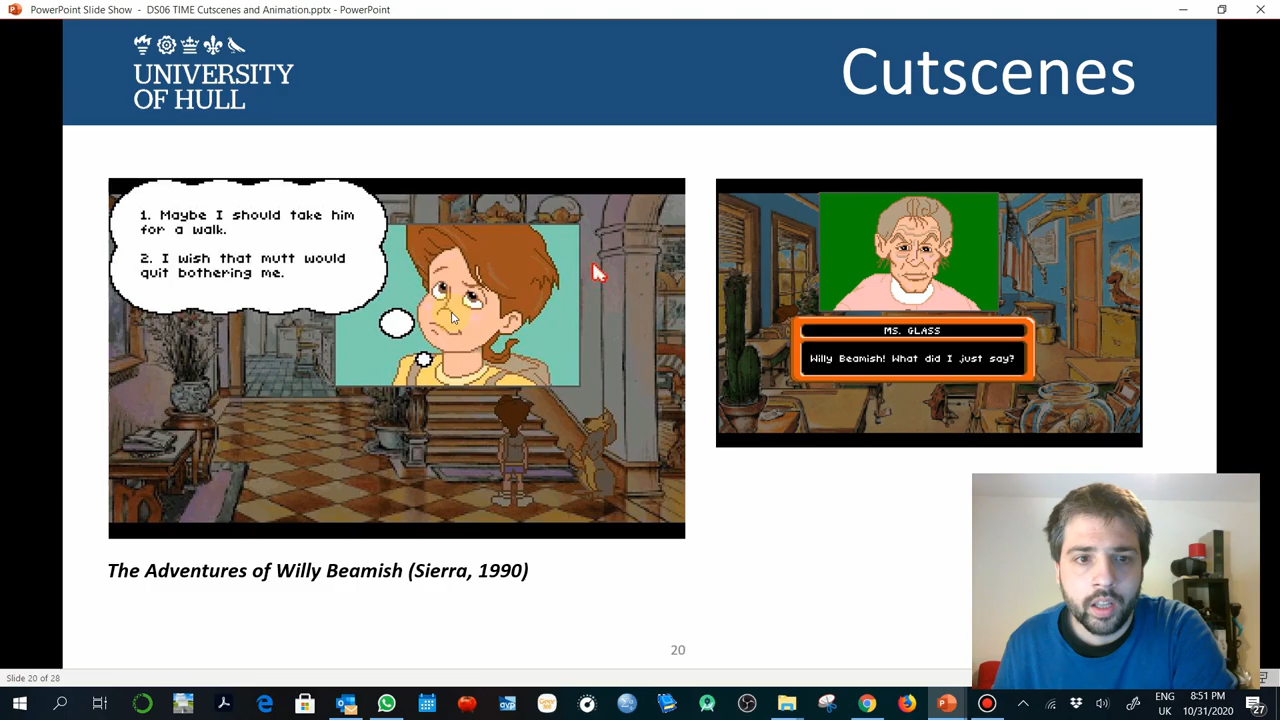 PowerPoint Slide Show - DS06 TIME Cutscenes and Animation.pptx - PowerPoint
UNIVERSITY
OF HULL
Cutscenes
1. Maybe I should take him
for a walk.
2. I wish that mutt would
quit bothering me.
MS. GLASS
Willy Beamish! What did I just say?
The Adventures of Willy Beamish (Sierra, 1990)
20
Slide 20 of 28
ENG
UK
8:51 PM
10/31/2020
27